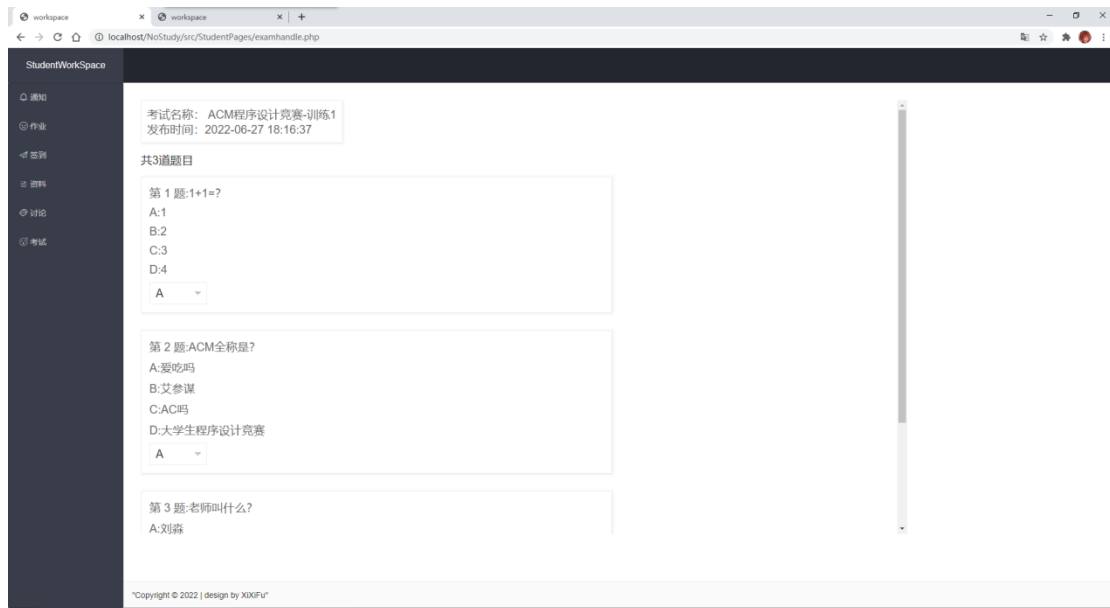 workspace
workspace
localhost/NoStudy/src/StudentPages/examhandle.php
StudentWorkSpace
通知
作业
签到
资料
讨论
考试
考试名称: ACM程序设计竞赛-训练1
发布时间: 2022-06-27 18:16:37
共3道题目
第 1 题:1+1=?
A:1
B:2
C:3
D:4
A
第 2 题:ACM全称是?
A:爱吃吗
B:艾参谋
C:AC吗
D:大学生程序设计竞赛
A
第 3 题:老师叫什么?
A:刘淼
"Copyright © 2022 | design by XiXiFu"